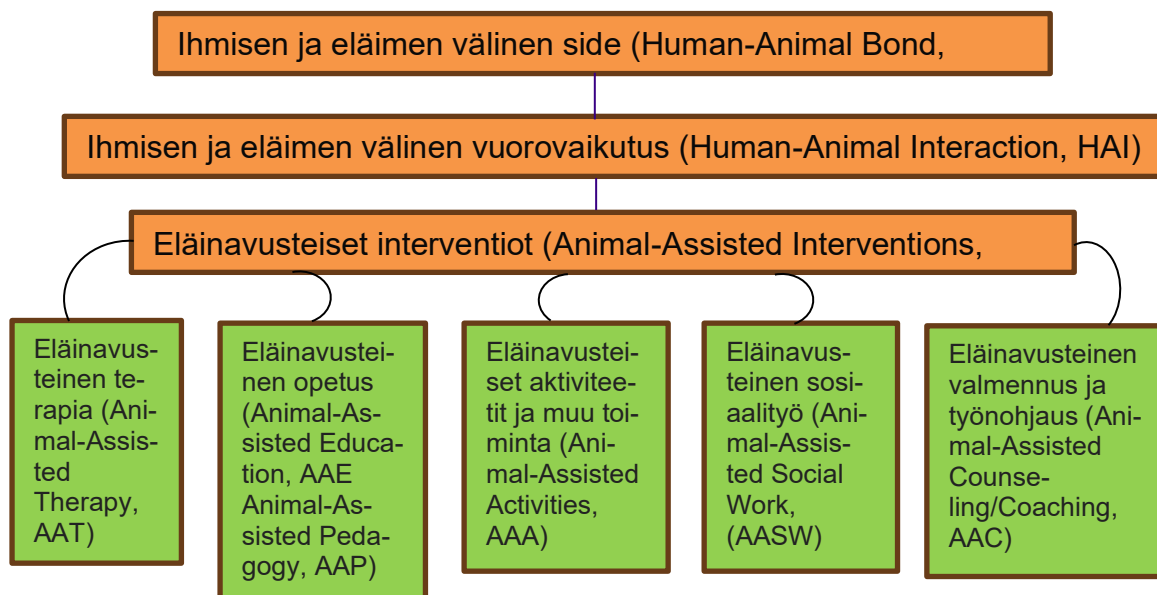 Ihmisen ja eläimen välinen side (Human-Animal Bond,
Ihmisen ja eläimen välinen vuorovaikutus (Human-Animal Interaction, HAI)
Eläinavusteiset interventiot (Animal-Assisted Interventions,
Eläinavus-
teinen te-
rapia (Ani-
mal-Assis-
ted
Therapy,
AAT)
Eläinavustei-
nen opetus
(Animal-As-
sisted Educa-
tion, AAE
Animal-As-
sisted Peda-
gogy, AAP)
Eläinavustei-
set aktivitee-
tit ja muu toi-
minta (Ani-
mal-Assisted
Activities,
AAA)
Eläinavus-
teinen sosi-
aalityö (Ani-
mal-Assis-
ted Social
Work,
(AASW)
Eläinavusteinen
valmennus ja
työnohjaus (Ani-
mal-Assisted
Counse-
ling/Coaching,
AAC)